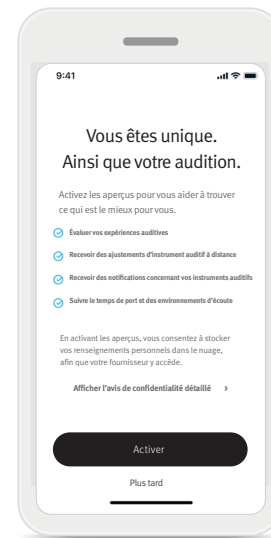 9:41
Vous êtes unique.
Ainsi que votre audition.
Activez les aperçus pour vous aider à trouver
ce qui est le mieux pour vous.
Évaluer vos expériences auditives
Recevoir des ajustements d'instrument auditif à distance
Recevoir des notifications concernant vos instruments auditifs
Suivre le temps de port et des environnements d'écoute
En activant les aperçus, vous consentez à stocker
vos renseignements personnels dans le nuage,
afin que votre fournisseur y accède.
Afficher l'avis de confidentialité détaillé
Activer
Plus tard